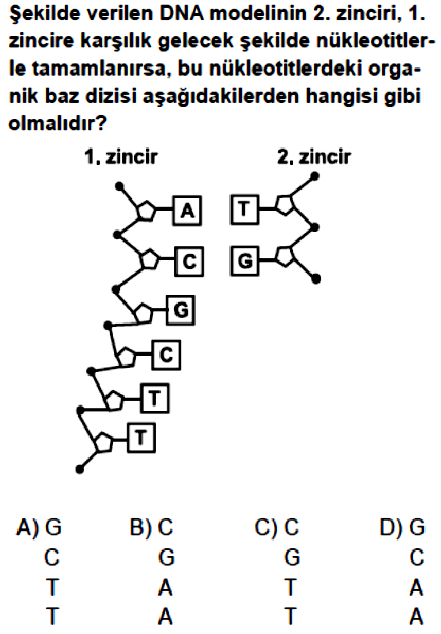 Şekilde verilen DNA modelinin 2. zinciri, 1.
zincire karşılık gelecek şekilde nükleotitler-
le tamamlanırsa, bu nükleotitlerdeki orga-
nik baz dizisi aşağıdakilerden hangisi gibi
olmalıdır?
1. zincir 2. zincir
A T
C G
G
C
T
T
A) G B) C C) C D) G
C G G C
T A T A
T A T A